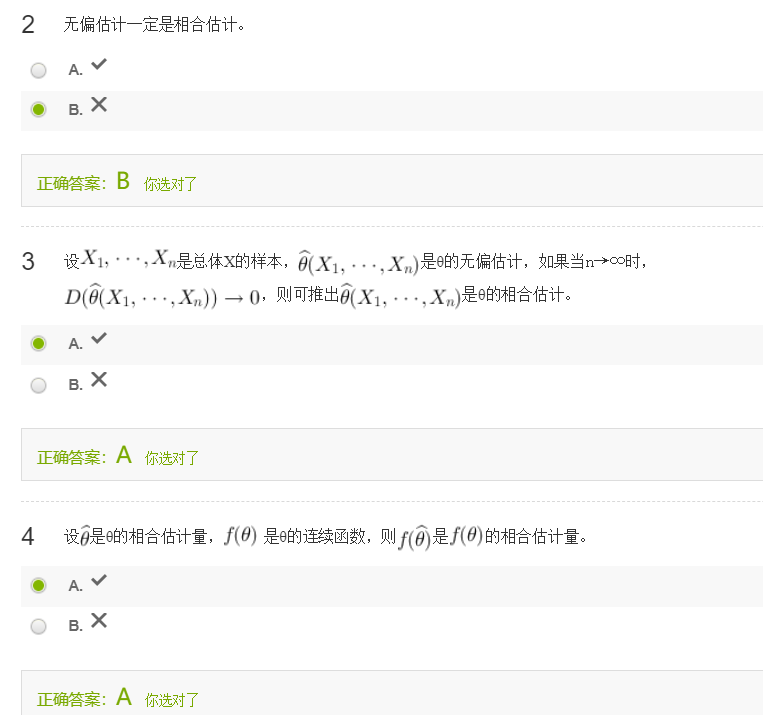 2 无偏估计一定是相合估计。
A. ✓
B. ✕
正确答案：B 你选对了
3 设X₁, ···, Xₙ是总体X的样本，θ̂(X₁, ···, Xₙ)是θ的无偏估计，如果当n→∞时，
D(θ̂(X₁, ···, Xₙ)) → 0，则可推出θ̂(X₁, ···, Xₙ)是θ的相合估计。
A. ✓
B. ✕
正确答案：A 你选对了
4 设θ̂是θ的相合估计量，f(θ) 是θ的连续函数，则f(θ̂)是f(θ)的相合估计量。
A. ✓
B. ✕
正确答案：A 你选对了